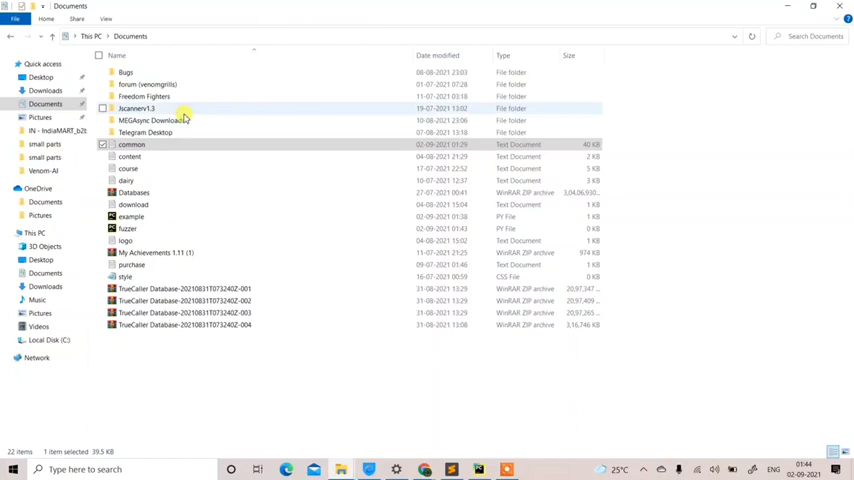 Documents
File Home Share View
This PC Documents Search Documents
Name Date modified Type Size
Quick access
Desktop
Downloads
Documents
Pictures
IN - IndiaMART_b2b
small parts
small parts
Venom-AI
OneDrive
Documents
Pictures
This PC
3D Objects
Desktop
Documents
Downloads
Music
Pictures
Videos
Local Disk (C:)
Network
Bugs 08-08-2021 23:03 File folder
forum (venomgrills) 01-07-2021 07:28 File folder
Freedom Fighters 10-08-2021 03:18 File folder
Jscannerv1.3 19-07-2021 13:02 File folder
MEGAsync Downloads 10-08-2021 23:06 File folder
Telegram Desktop 07-08-2021 13:18 File folder
common 02-09-2021 01:29 Text Document 40 KB
content 04-08-2021 21:29 Text Document 2 KB
course 17-07-2021 22:52 Text Document 5 KB
dairy 10-07-2021 12:37 Text Document 3 KB
Databases 27-07-2021 00:41 WinRAR ZIP archive 3,04,06,930...
download 04-08-2021 15:04 Text Document 1 KB
example 02-09-2021 01:38 PY File 1 KB
fuzzer 02-09-2021 01:43 PY File 1 KB
logo 04-08-2021 15:02 Text Document 1 KB
My Achievements 1.11 (1) 11-07-2021 21:25 WinRAR ZIP archive 974 KB
purchase 09-07-2021 01:46 Text Document 1 KB
style 16-07-2021 00:59 CSS File 0 KB
TrueCaller Database-20210831T073240Z-001 31-08-2021 13:29 WinRAR ZIP archive 20,97,347 ...
TrueCaller Database-20210831T073240Z-002 31-08-2021 13:29 WinRAR ZIP archive 20,97,409 ...
TrueCaller Database-20210831T073240Z-003 31-08-2021 13:29 WinRAR ZIP archive 20,97,265 ...
TrueCaller Database-20210831T073240Z-004 31-08-2021 13:08 WinRAR ZIP archive 3,16,746 KB
22 items 1 item selected 39.5 KB
Type here to search 25°C ENG 01:44
02-09-2021